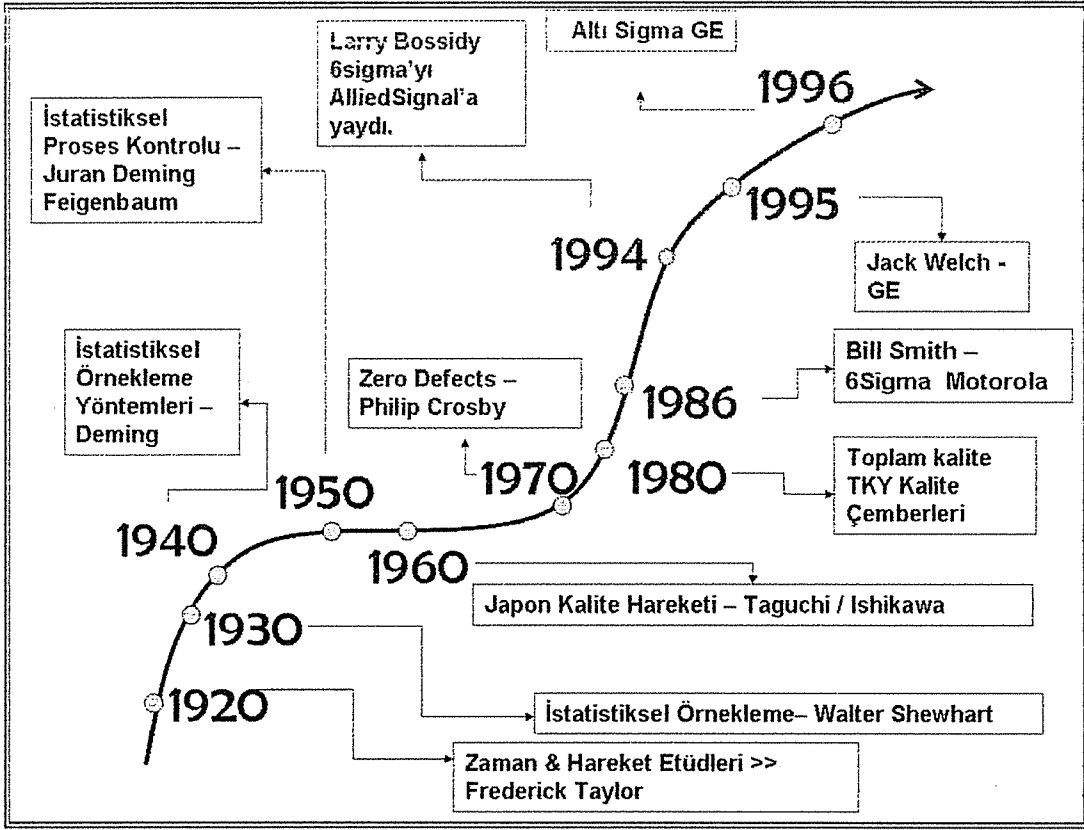 Altı Sigma GE
Larry Bossidy
6sigma'yı
AlliedSignal'a
yaydı.
1996
İstatistiksel
Proses Kontrolu –
Juran Deming
Feigenbaum
1995
1994
Jack Welch -
GE
İstatistiksel
Örnekleme
Yöntemleri –
Deming
Zero Defects –
Philip Crosby
Bill Smith –
6Sigma Motorola
1986
1950
1970
1980
Toplam kalite
TKY Kalite
Çemberleri
1940
1960
Japon Kalite Hareketi – Taguchi / Ishikawa
1930
1920
İstatistiksel Örnekleme– Walter Shewhart
Zaman & Hareket Etüdleri >>
Frederick Taylor